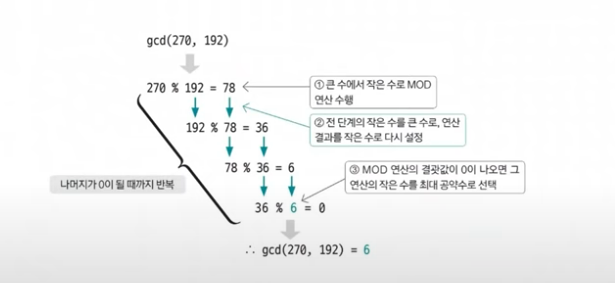 gcd(270, 192)
270 % 192 = 78
① 큰 수에서 작은 수로 MOD
연산 수행
② 전 단계의 작은 수를 큰 수로, 연산
결과를 작은 수로 다시 설정
192 % 78 = 36
78 % 36 = 6
③ MOD 연산의 결괏값이 0이 나오면 그
연산의 작은 수를 최대 공약수로 선택
나머지가 0이 될 때까지 반복
36 % 6 = 0
∴ gcd(270, 192) = 6